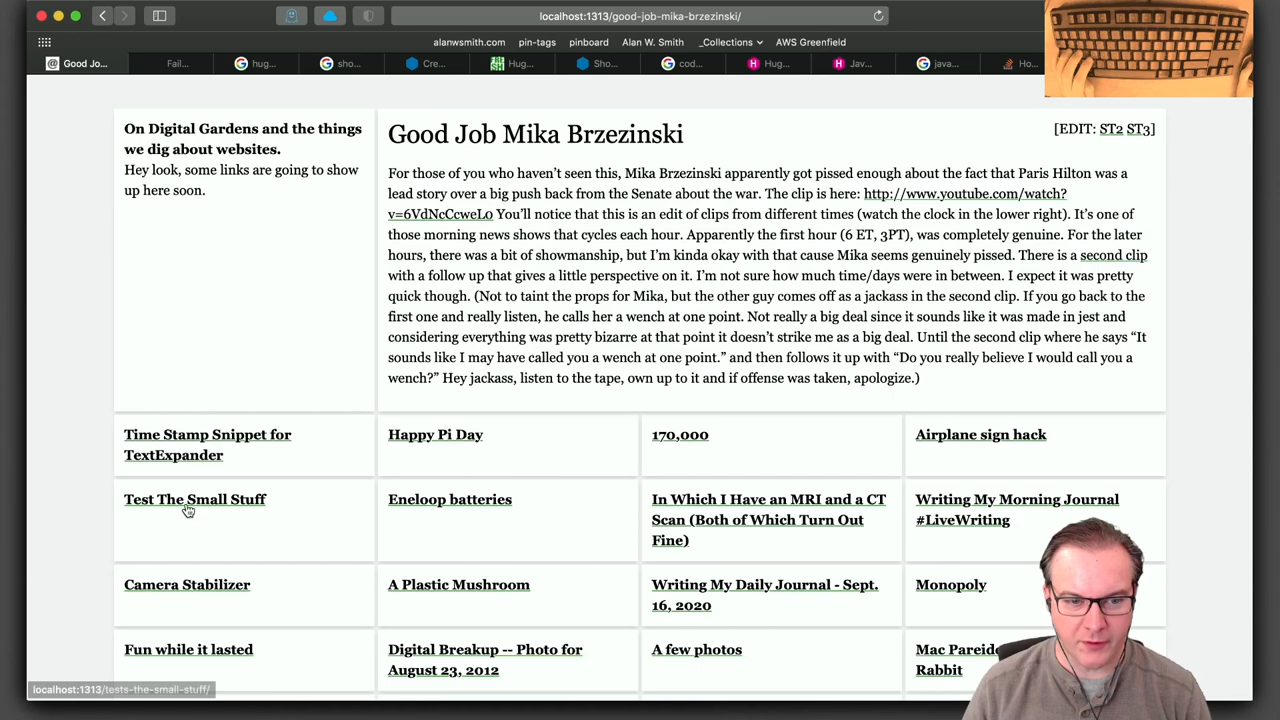 localhost:1313/good-job-mika-brzezinski/
alanwsmith.com pin-tags pinboard Alan W. Smith _Collections AWS Greenfield
Good Jo... Fail... hug... sho... Cre... Hug... Sho... cod... Hug... Jav... java... Ho...
On Digital Gardens and the things
we dig about websites.
Hey look, some links are going to show
up here soon.
Good Job Mika Brzezinski
[EDIT: ST2 ST3]
For those of you who haven’t seen this, Mika Brzezinski apparently got pissed enough about the fact that Paris Hilton was a
lead story over a big push back from the Senate about the war. The clip is here: http://www.youtube.com/watch?
v=6VdNcCcweL0 You’ll notice that this is an edit of clips from different times (watch the clock in the lower right). It’s one of
those morning news shows that cycles each hour. Apparently the first hour (6 ET, 3PT), was completely genuine. For the later
hours, there was a bit of showmanship, but I’m kinda okay with that cause Mika seems genuinely pissed. There is a second clip
with a follow up that gives a little perspective on it. I’m not sure how much time/days were in between. I expect it was pretty
quick though. (Not to taint the props for Mika, but the other guy comes off as a jackass in the second clip. If you go back to the
first one and really listen, he calls her a wench at one point. Not really a big deal since it sounds like it was made in jest and
considering everything was pretty bizarre at that point it doesn’t strike me as a big deal. Until the second clip where he says “It
sounds like I may have called you a wench at one point.” and then follows it up with “Do you really believe I would call you a
wench?” Hey jackass, listen to the tape, own up to it and if offense was taken, apologize.)
Time Stamp Snippet for
TextExpander
Happy Pi Day
170,000
Airplane sign hack
Test The Small Stuff
Eneloop batteries
In Which I Have an MRI and a CT
Scan (Both of Which Turn Out
Fine)
Writing My Morning Journal
#LiveWriting
Camera Stabilizer
A Plastic Mushroom
Writing My Daily Journal - Sept.
16, 2020
Monopoly
Fun while it lasted
Digital Breakup -- Photo for
August 23, 2012
A few photos
Mac Pareido
Rabbit
localhost:1313/tests-the-small-stuff/